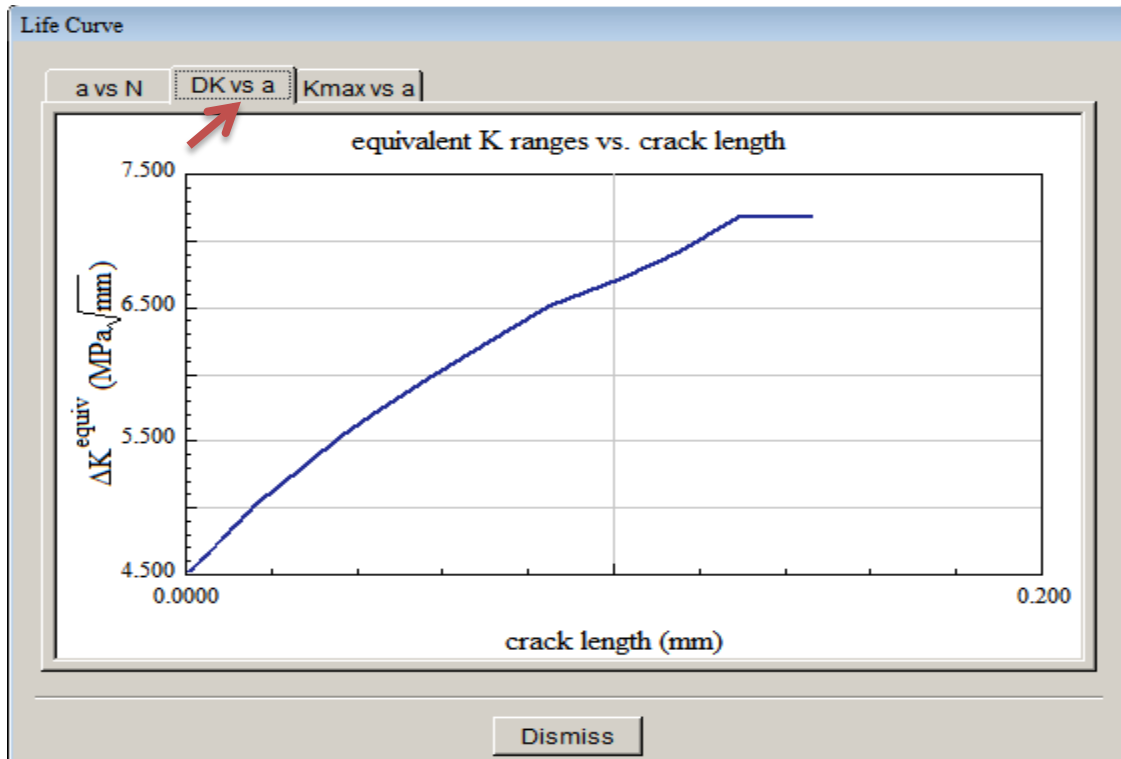 Life Curve
a vs N DK vs a Kmax vs a
equivalent K ranges vs. crack length
7.500
6.500
5.500
4.500
ΔK^equiv (MPa√mm)
0.0000 0.200
crack length (mm)
Dismiss